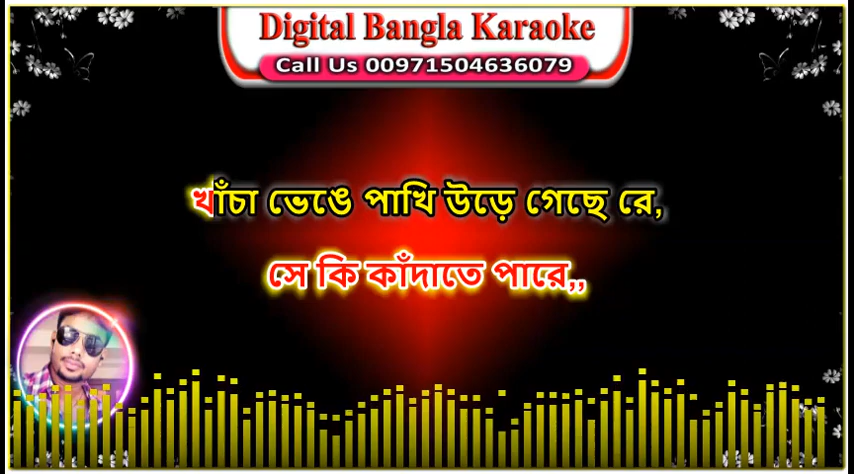 Digital Bangla Karaoke
Call Us 00971504636079
খাঁচা ভেঙে পাখি উড়ে গেছে রে,
সে কি কাঁদাতে পারে,,